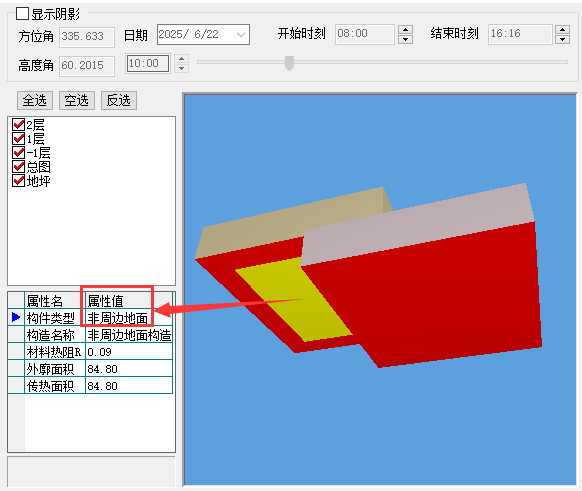 显示阴影
方位角 335.633 日期 2025/ 6/22 开始时刻 08:00 结束时刻 16:16
高度角 60.2015 10:00
全选 空选 反选
2层
1层
-1层
总图
地坪
属性名 属性值
构件类型 非周边地面
构造名称 非周边地面构造
材料热阻R 0.09
外廓面积 84.80
传热面积 84.80